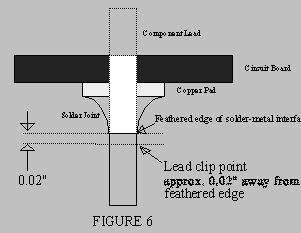 Component Lead
Circuit Board
Copper Pad
Solder Joint
Feathered edge of solder-metal interfa
Lead clip point
approx. 0.02" away from
feathered edge
0.02"
FIGURE 6